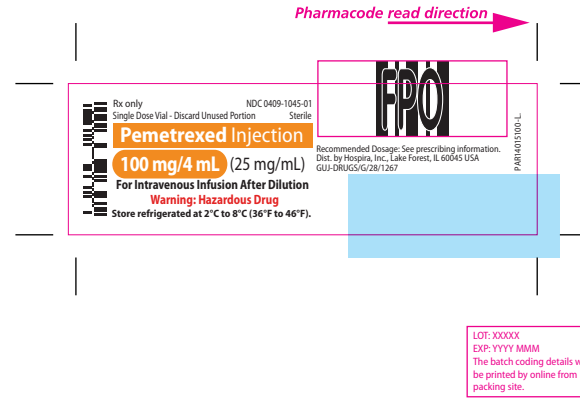 Pharmacode read direction
Rx only NDC 0409-1045-01
Single Dose Vial - Discard Unused Portion Sterile
Pemetrexed Injection
100 mg/4 mL (25 mg/mL)
For Intravenous Infusion After Dilution
Warning: Hazardous Drug
Store refrigerated at 2°C to 8°C (36°F to 46°F).
FPO
Recommended Dosage: See prescribing information.
Dist. by Hospira, Inc., Lake Forest, IL 60045 USA
GUJ-DRUGS/G/28/1267
PAR14015100-L.
LOT: XXXXX
EXP: YYYY MMM
The batch coding details
be printed by online from
packing site.